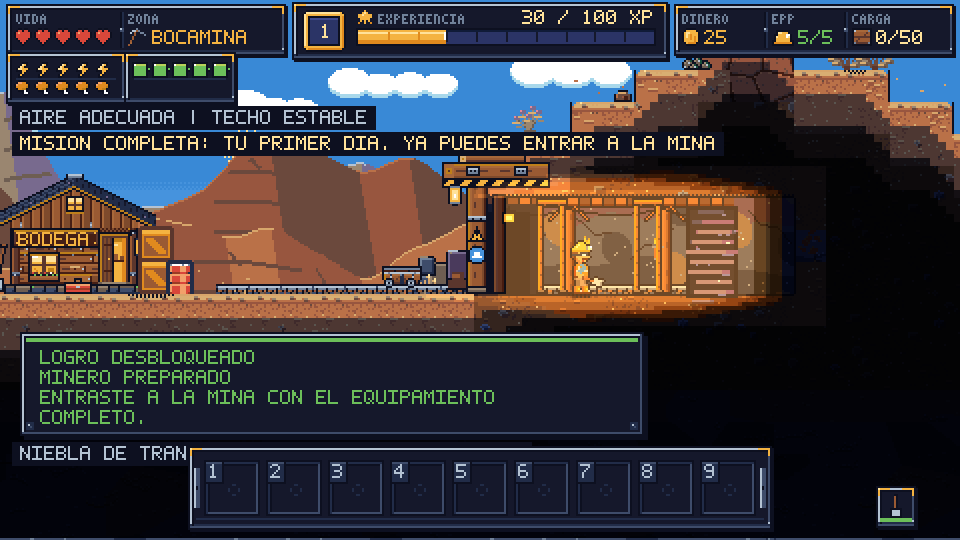 VIDA
ZONA
BOCAMINA
1
EXPERIENCIA
30 / 100 XP
DINERO
25
EPP
5/5
CARGA
0/50
AIRE ADECUADA | TECHO ESTABLE
MISION COMPLETA: TU PRIMER DIA. YA PUEDES ENTRAR A LA MINA
BODEGA
LOGRO DESBLOQUEADO
MINERO PREPARADO
ENTRASTE A LA MINA CON EL EQUIPAMIENTO
COMPLETO.
NIEBLA DE TRAN
1 2 3 4 5 6 7 8 9